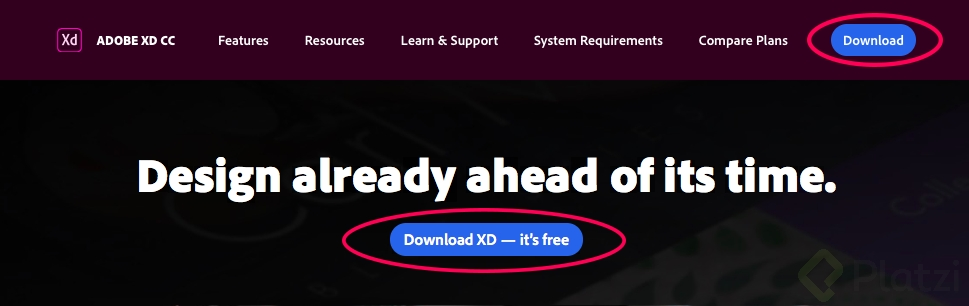 Xd ADOBE XD CC Features Resources Learn & Support System Requirements Compare Plans Download
Design already ahead of its time.
Download XD — it's free
Platzi